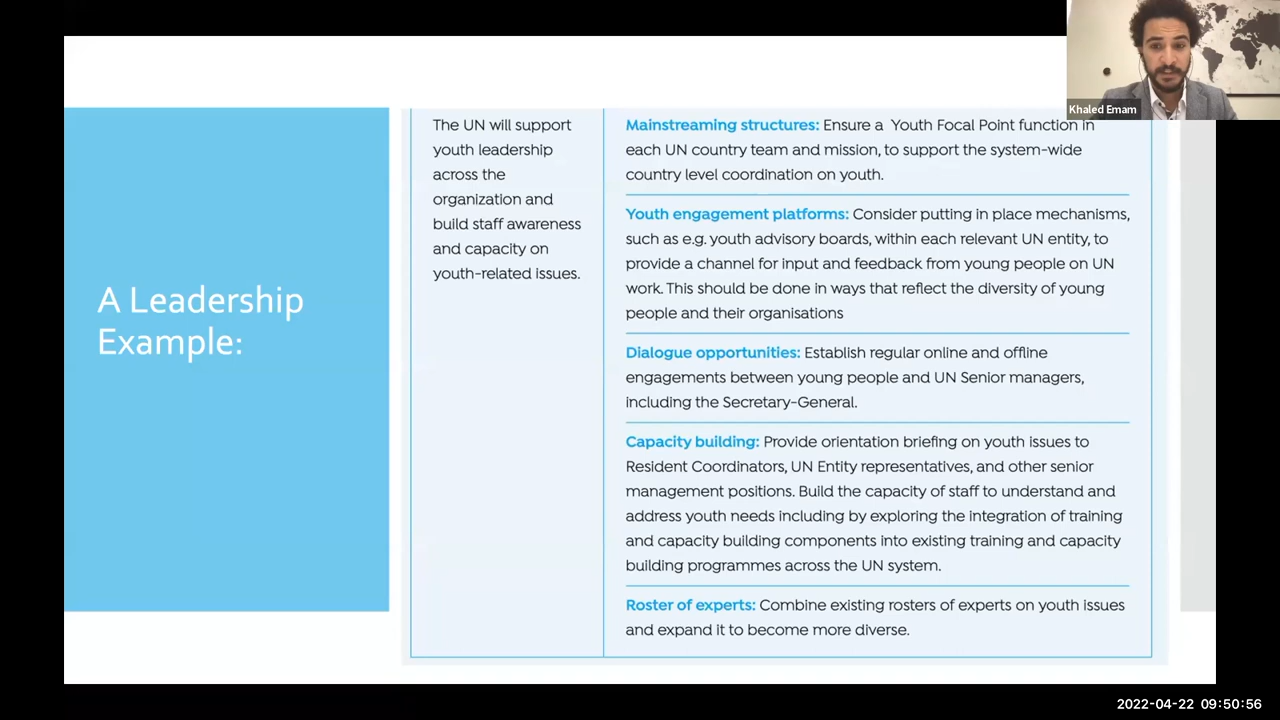 Khaled Emam
A Leadership
Example:
The UN will support
youth leadership
across the
organization and
build staff awareness
and capacity on
youth-related issues.
Mainstreaming structures: Ensure a Youth Focal Point function in
each UN country team and mission, to support the system-wide
country level coordination on youth.
Youth engagement platforms: Consider putting in place mechanisms,
such as e.g. youth advisory boards, within each relevant UN entity, to
provide a channel for input and feedback from young people on UN
work. This should be done in ways that reflect the diversity of young
people and their organisations
Dialogue opportunities: Establish regular online and offline
engagements between young people and UN Senior managers,
including the Secretary-General.
Capacity building: Provide orientation briefing on youth issues to
Resident Coordinators, UN Entity representatives, and other senior
management positions. Build the capacity of staff to understand and
address youth needs including by exploring the integration of training
and capacity building components into existing training and capacity
building programmes across the UN system.
Roster of experts: Combine existing rosters of experts on youth issues
and expand it to become more diverse.
2022-04-22 09:50:56